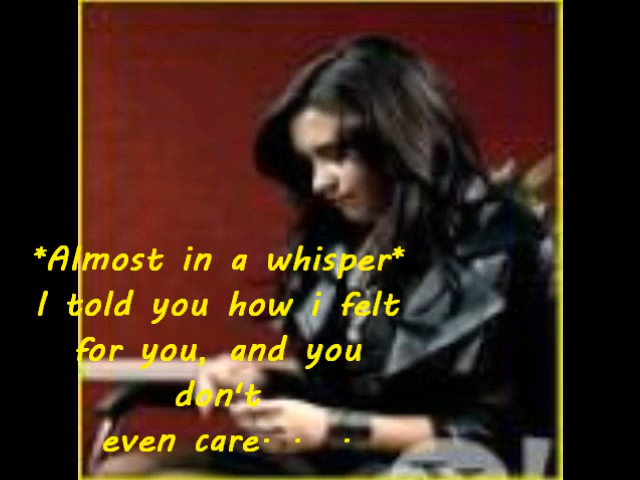 *Almost in a whisper*
I told you how i felt
for you, and you
don't
even care. . .